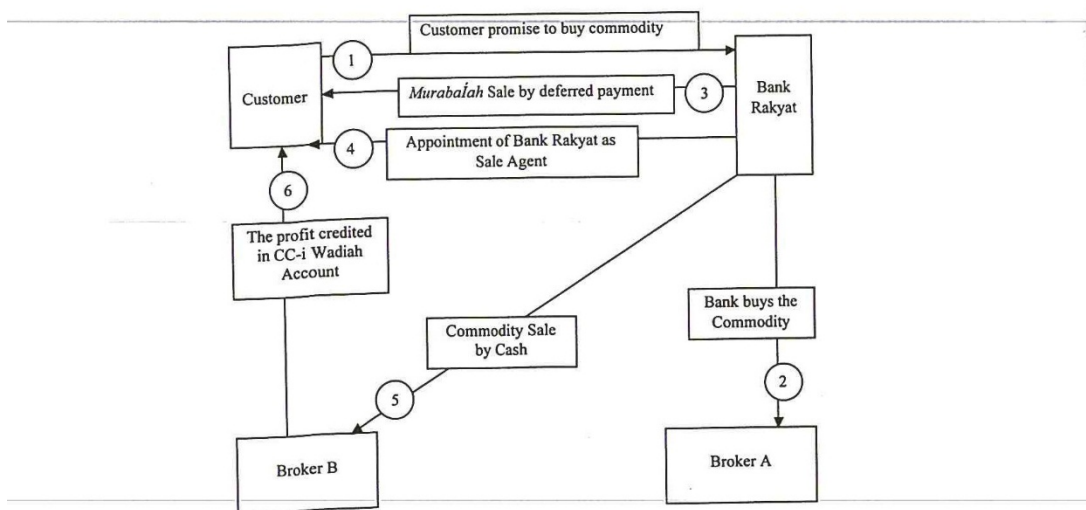 Customer promise to buy commodity
1
Customer
Bank
Rakyat
Murabaĺah Sale by deferred payment
3
4
Appointment of Bank Rakyat as
Sale Agent
6
The profit credited
in CC-i Wadiah
Account
Bank buys the
Commodity
Commodity Sale
by Cash
2
5
Broker B
Broker A